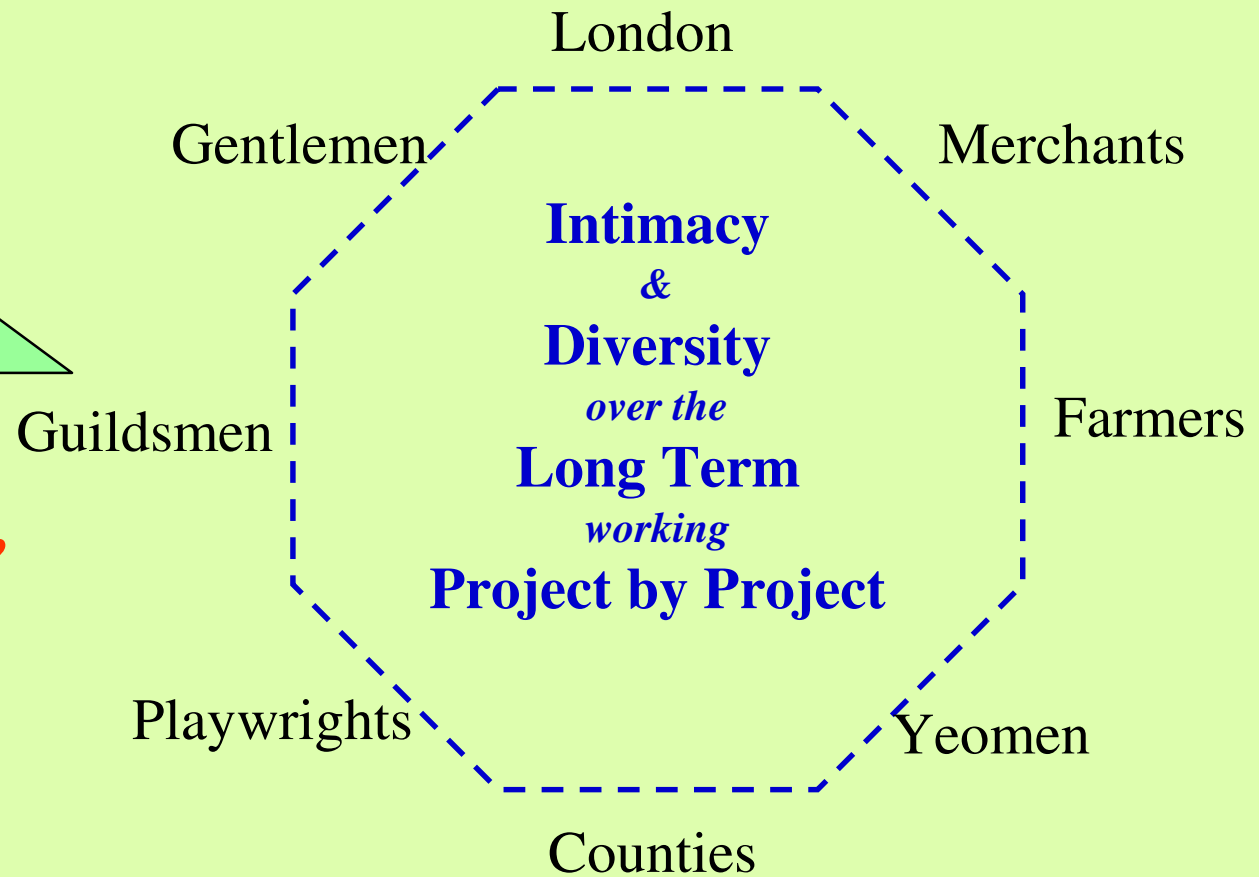 London
Gentlemen
Merchants
Intimacy
&
Diversity
over the
Guildsmen
Farmers
Long Term
working
Project by Project
Playwrights
Yeomen
Counties